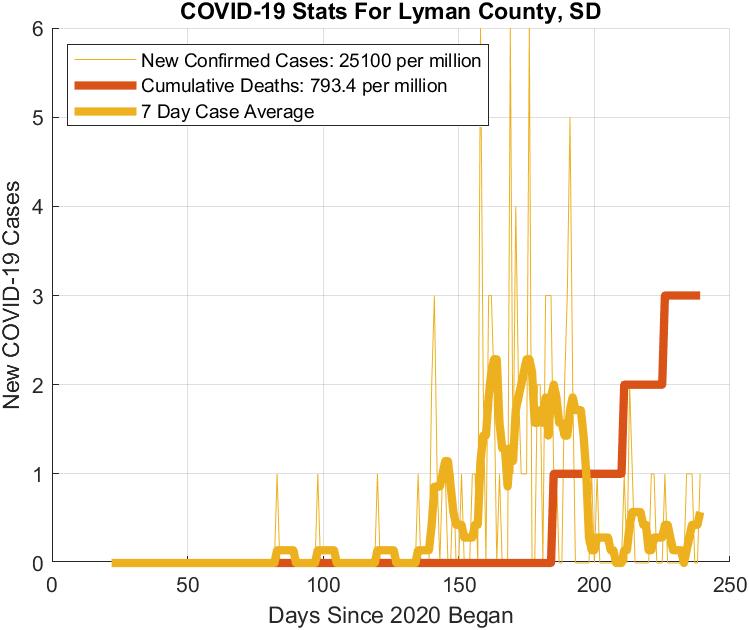 COVID-19 Stats For Lyman County, SD
New Confirmed Cases: 25100 per million
Cumulative Deaths: 793.4 per million
7 Day Case Average
New COVID-19 Cases
6
5
4
3
2
1
0
0 50 100 150 200 250
Days Since 2020 Began